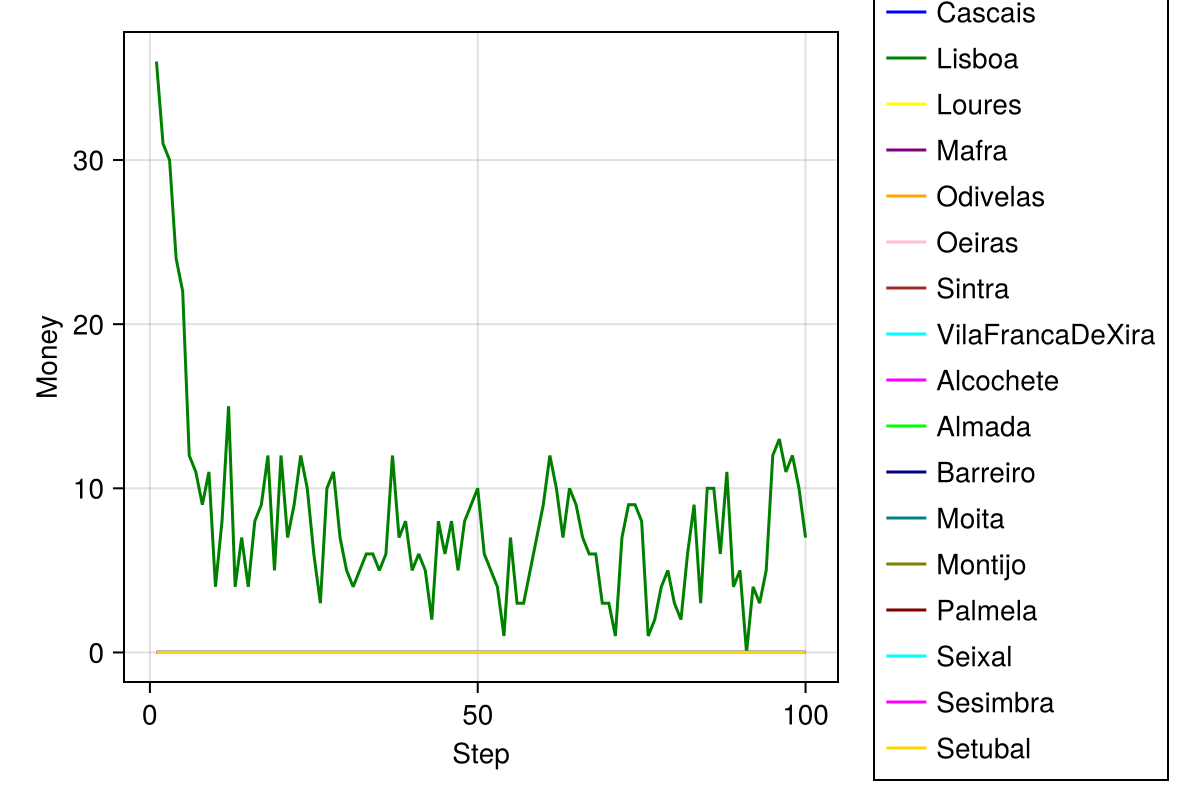 Money
30
20
10
0
0
50
100
Step
Cascais
Lisboa
Loures
Mafra
Odivelas
Oeiras
Sintra
VilaFrancaDeXira
Alcochete
Almada
Barreiro
Moita
Montijo
Palmela
Seixal
Sesimbra
Setubal